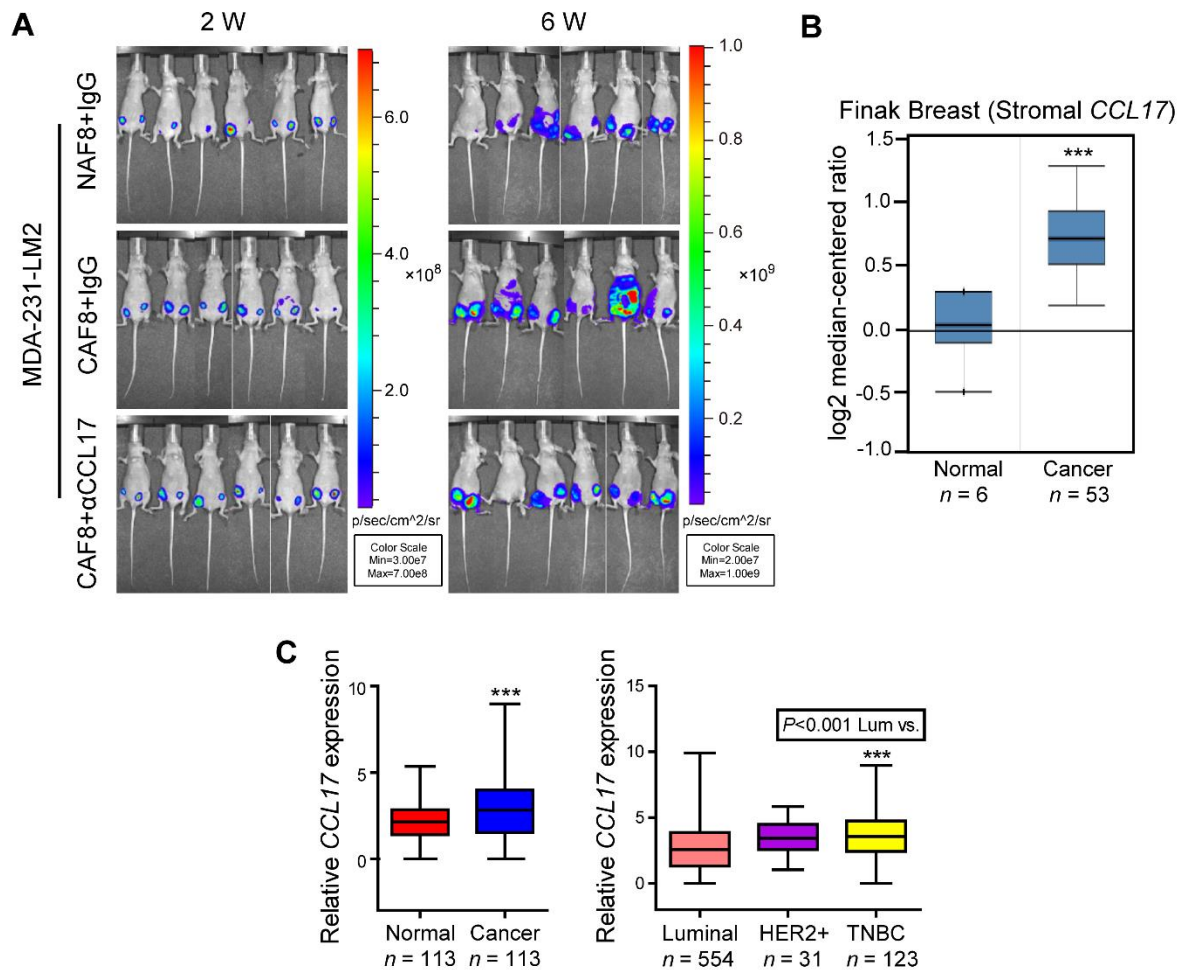 A
2 W
6 W
MDA-231-LM2
NAF8+IgG
CAF8+IgG
CAF8+αCCL17
6.0
4.0
×10^8
2.0
p/sec/cm^2/sr
Color Scale
Min=3.00e7
Max=7.00e8
1.0
0.8
0.6
×10^9
0.4
0.2
p/sec/cm^2/sr
Color Scale
Min=2.00e7
Max=1.00e9
B
Finak Breast (Stromal CCL17)
log2 median-centered ratio
1.5
1.0
0.5
0.0
-0.5
-1.0
***
Normal
n = 6
Cancer
n = 53
C
Relative CCL17 expression
10
5
0
***
Normal
n = 113
Cancer
n = 113
Relative CCL17 expression
15
10
5
0
P<0.001 Lum vs.
***
Luminal
n = 554
HER2+
n = 31
TNBC
n = 123